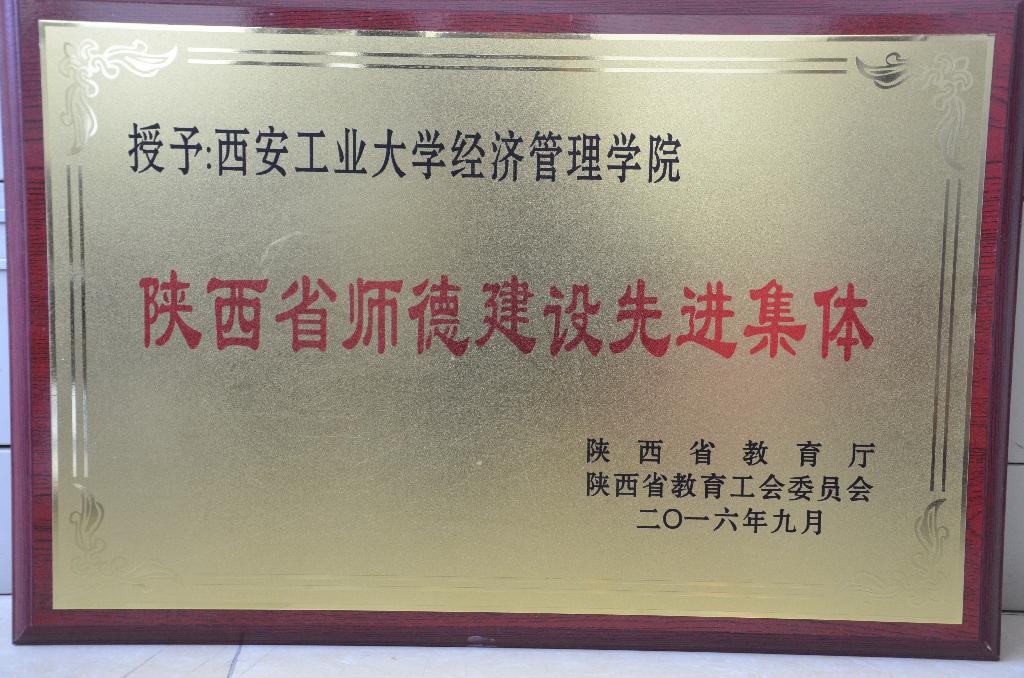 授予:西安工业大学经济管理学院
陕西省师德建设先进集体
陕西省教育厅
陕西省教育工会委员会
二〇一六年九月